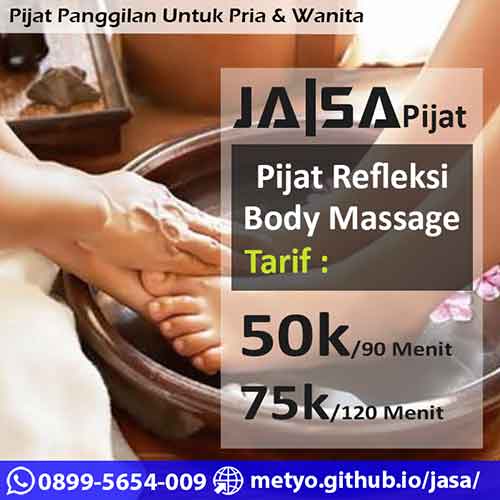 Pijat Panggilan Untuk Pria & Wanita
JA|SA Pijat
Pijat Refleksi
Body Massage
Tarif :
50k/90 Menit
75k/120 Menit
0899-5654-009 metyo.github.io/jasa/